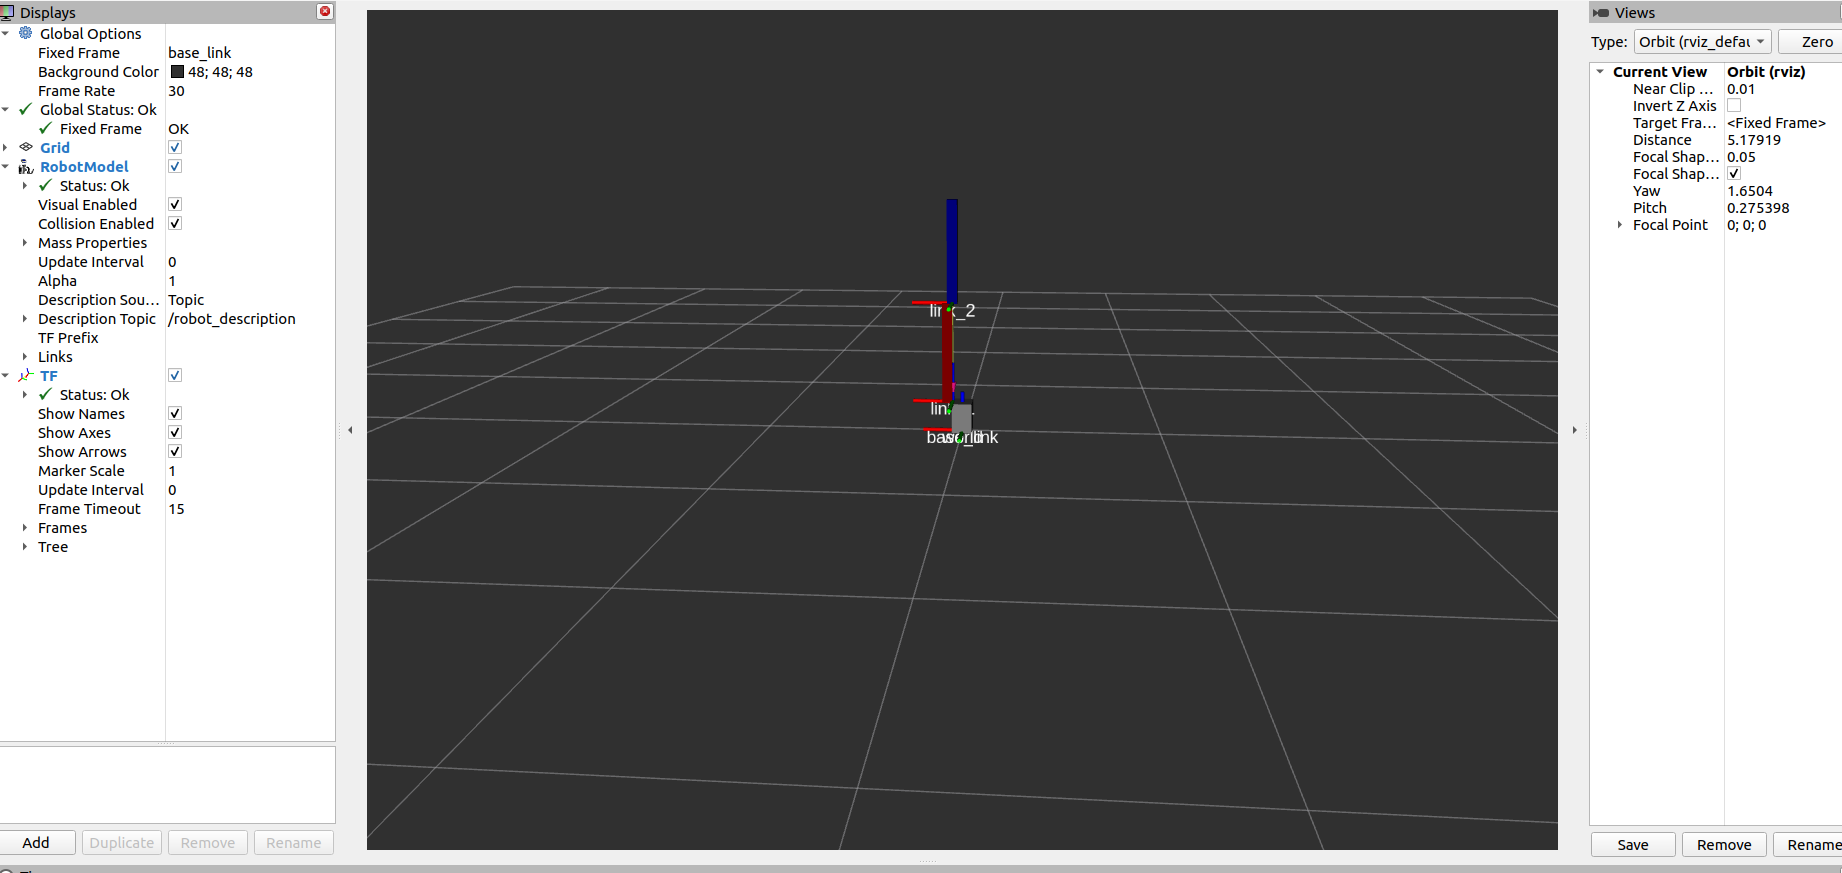 Displays
Global Options
Fixed Frame base_link
Background Color 48; 48; 48
Frame Rate 30
Global Status: Ok
Fixed Frame OK
Grid
RobotModel
Status: Ok
Visual Enabled
Collision Enabled
Mass Properties
Update Interval 0
Alpha 1
Description Sou... Topic
Description Topic /robot_description
TF Prefix
Links
TF
Status: Ok
Show Names
Show Axes
Show Arrows
Marker Scale 1
Update Interval 0
Frame Timeout 15
Frames
Tree
Add Duplicate Remove Rename
link_2
base_link
Views
Type: Orbit (rviz_defau Zero
Current View Orbit (rviz)
Near Clip ... 0.01
Invert Z Axis
Target Fra... <Fixed Frame>
Distance 5.17919
Focal Shap... 0.05
Focal Shap...
Yaw 1.6504
Pitch 0.275398
Focal Point 0; 0; 0
Save Remove Rename